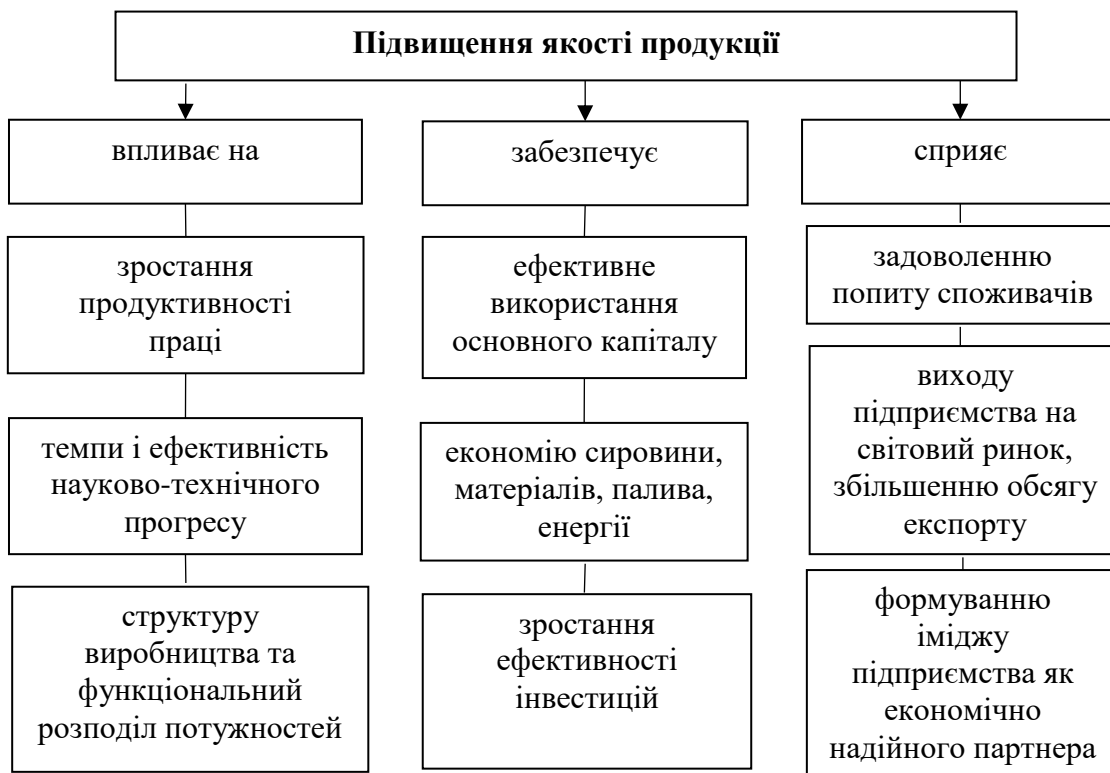 Підвищення якості продукції
впливає на
зростання
продуктивності
праці
темпи і ефективність
науково-технічного
прогресу
структуру
виробництва та
функціональний
розподіл потужностей
забезпечує
ефективне
використання
основного капіталу
економію сировини,
матеріалів, палива,
енергії
зростання
ефективності
інвестицій
сприяє
задоволенню
попиту споживачів
виходу
підприємства на
світовий ринок,
збільшенню обсягу
експорту
формуванню
іміджу
підприємства як
економічно
надійного партнера